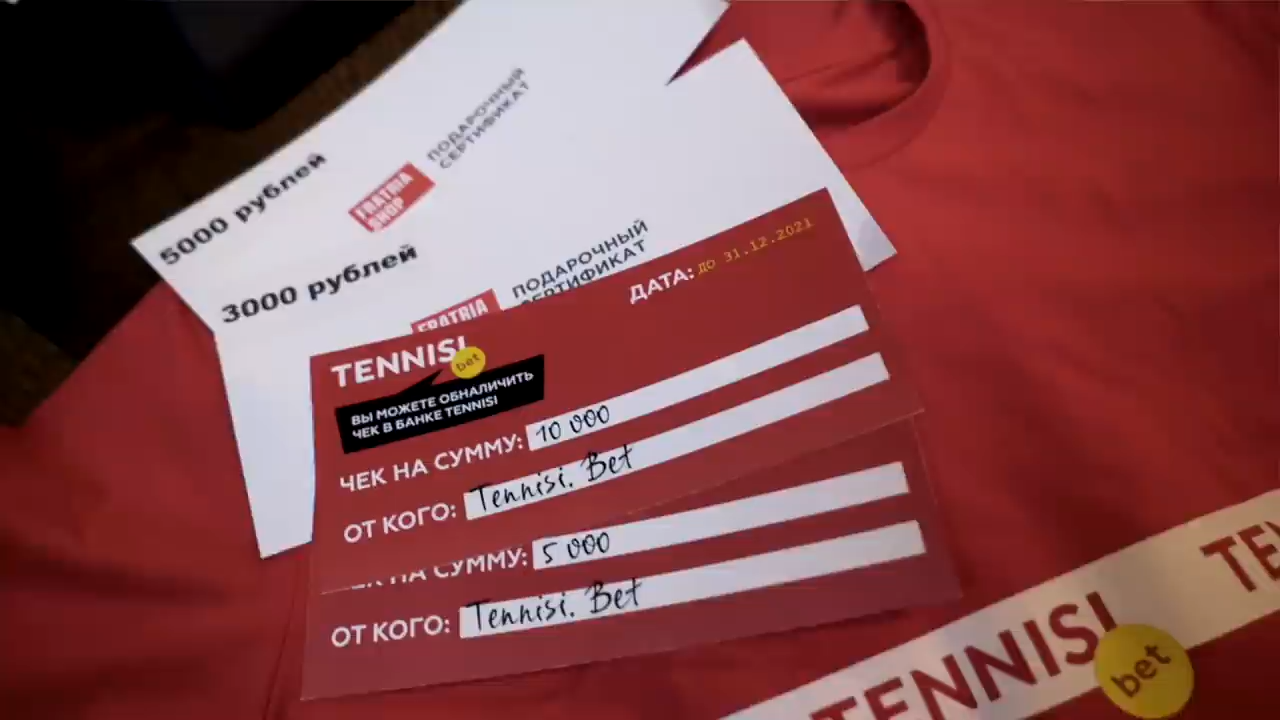 5000 рублей
FRATRIA
SHOP
ПОДАРОЧНЫЙ
СЕРТИФИКАТ
3000 рублей
FRATRIA
ПОДАРОЧНЫЙ
СЕРТИФИКАТ
ДАТА: ДО 31.12.2021
TENNISI
bet
ВЫ МОЖЕТЕ ОБНАЛИЧИТЬ
ЧЕК В БАНКЕ TENNISI
ЧЕК НА СУММУ: 10 000
ОТ КОГО: Tennisi. Bet
ЧЕК НА СУММУ: 5 000
ОТ КОГО: Tennisi. Bet
TENNISI
bet
TE